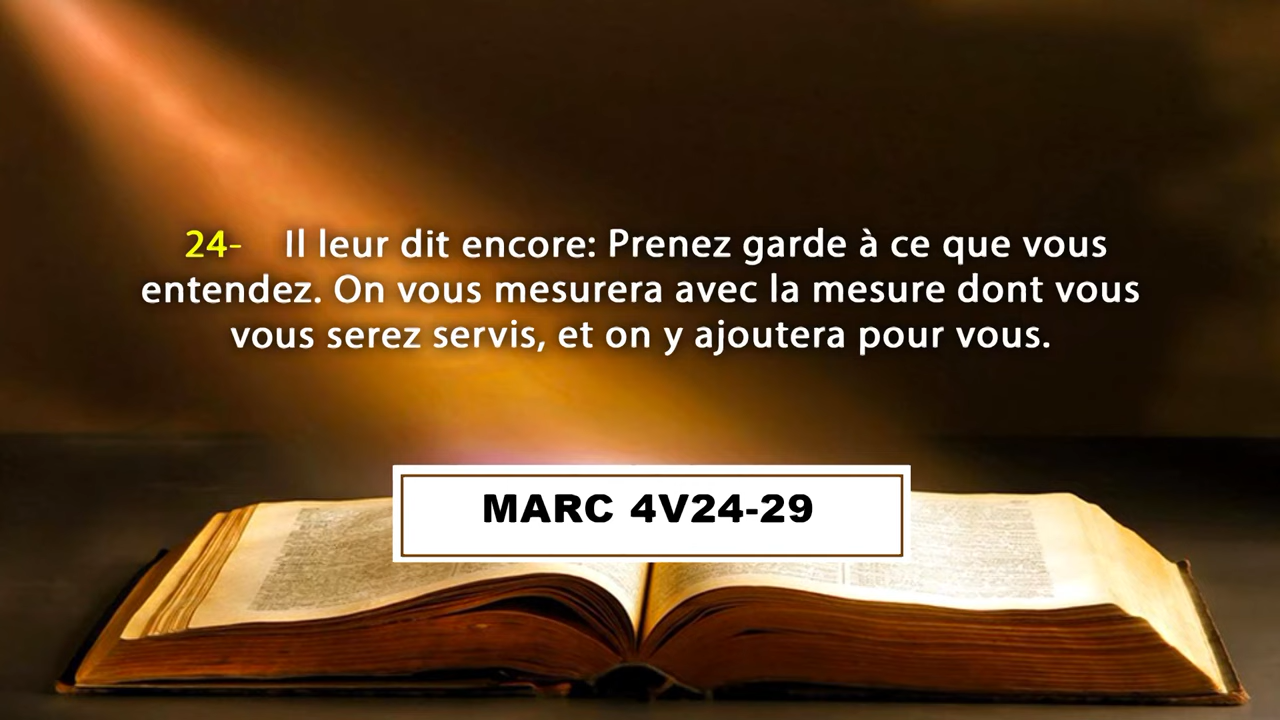 24- Il leur dit encore: Prenez garde à ce que vous
entendez. On vous mesurera avec la mesure dont vous
vous serez servis, et on y ajoutera pour vous.
MARC 4V24-29